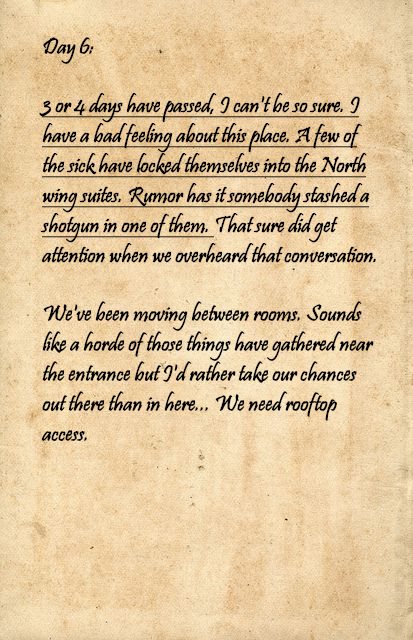 Day 6:
3 or 4 days have passed, I can't be so sure. I
have a bad feeling about this place. A few of
the sick have locked themselves into the North
wing suites. Rumor has it somebody stashed a
shotgun in one of them. That sure did get
attention when we overheard that conversation.
We've been moving between rooms. Sounds
like a horde of those things have gathered near
the entrance but I'd rather take our chances
out there than in here... We need rooftop
access.